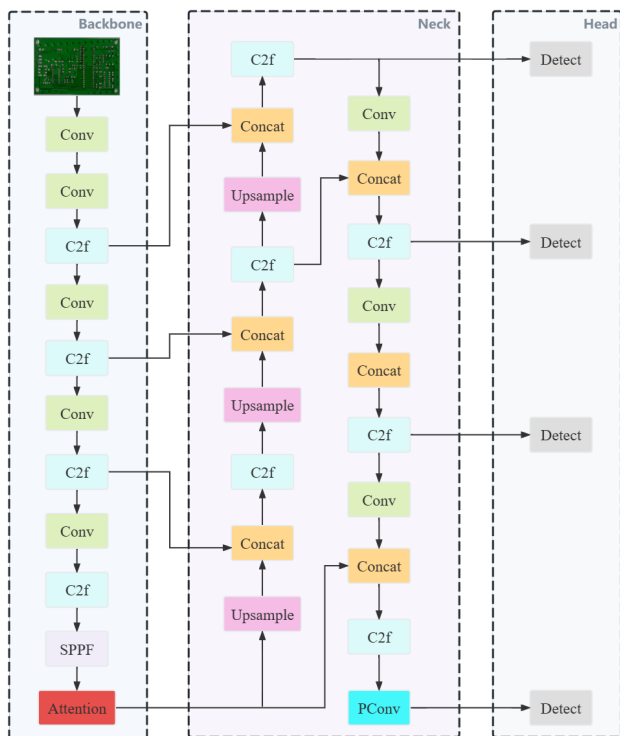 Backbone
Conv
Conv
C2f
Conv
C2f
Conv
C2f
Conv
C2f
SPPF
Attention
Neck
C2f
Concat
Upsample
C2f
Concat
Upsample
C2f
Concat
Upsample
Conv
Concat
C2f
Conv
Concat
C2f
Conv
Concat
C2f
PConv
Head
Detect
Detect
Detect
Detect